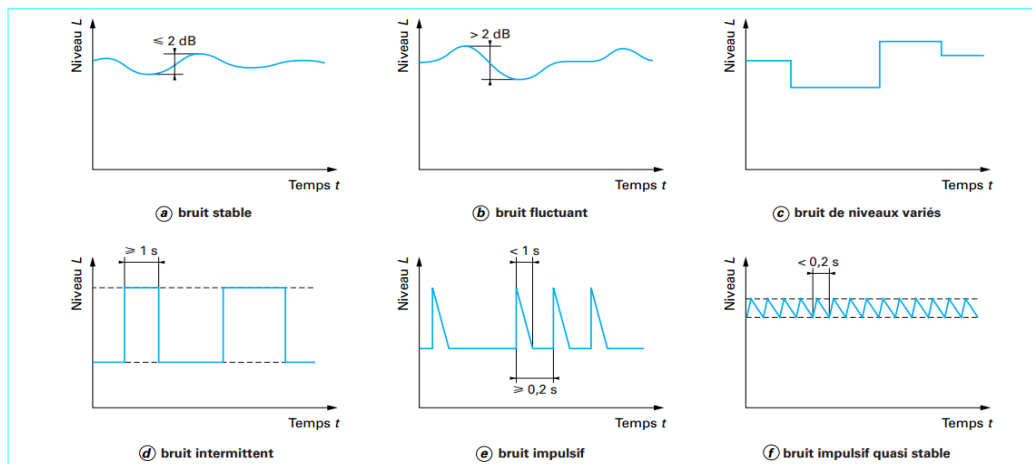 Niveau L
≤ 2 dB
Temps t
ⓐ bruit stable
Niveau L
> 2 dB
Temps t
ⓑ bruit fluctuant
Niveau L
Temps t
ⓒ bruit de niveaux variés
Niveau L
⩾ 1 s
Temps t
ⓓ bruit intermittent
Niveau L
< 1 s
⩾ 0,2 s
Temps t
ⓔ bruit impulsif
Niveau L
< 0,2 s
Temps t
ⓕ bruit impulsif quasi stable